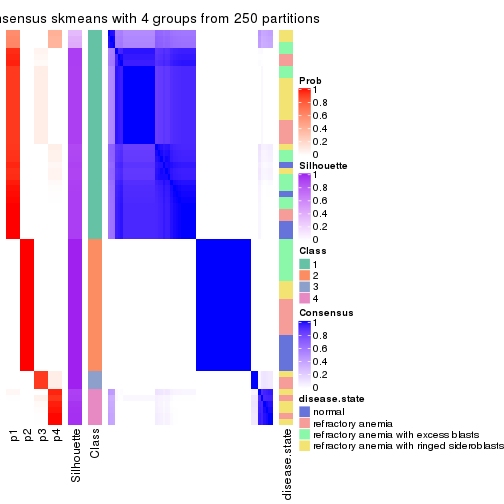 nsensus skmeans with 4 groups from 250 partitions
Prob
1
0.8
0.6
0.4
0.2
0
Silhouette
1
0.8
0.6
0.4
0.2
0
Class
1
2
3
4
Consensus
1
0.8
0.6
0.4
0.2
0
disease.state
normal
refractory anemia
refractory anemia with excess blasts
refractory anemia with ringed sideroblasts
p1
p2
p3
p4
Silhouette
Class
disease.state